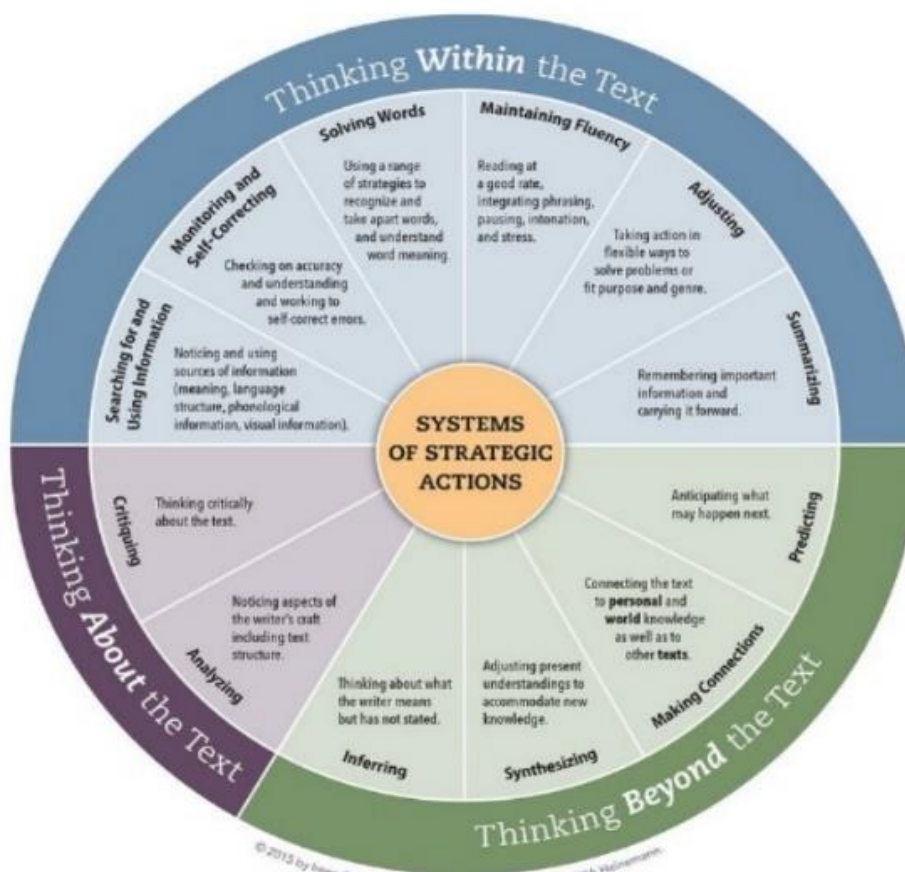 Thinking Within the Text
Searching for and
Using Information
Noticing and using
sources of information
(meaning, language
structure, phonological
information, visual information).
Monitoring and
Self-Correcting
Checking on accuracy
and understanding
and working to
self-correct errors.
Solving Words
Using a range
of strategies to
recognize and
take apart words,
and understand
word meaning.
Maintaining Fluency
Reading at
a good rate,
integrating phrasing,
pausing, intonation,
and stress.
Adjusting
Taking action in
flexible ways to
solve problems or
fit purpose and genre.
Summarizing
Remembering important
information and
carrying it forward.
SYSTEMS
OF STRATEGIC
ACTIONS
Thinking Beyond the Text
Predicting
Anticipating what
may happen next.
Making Connections
Connecting the text
to personal and
world knowledge
as well as to
other texts.
Synthesizing
Adjusting present
understandings to
accommodate new
knowledge.
Inferring
Thinking about what
the writer means
but has not stated.
Thinking About the Text
Analyzing
Noticing aspects of
the writer's craft
including text
structure.
Critiquing
Thinking critically
about the text.
© 2015 by Heinemann.